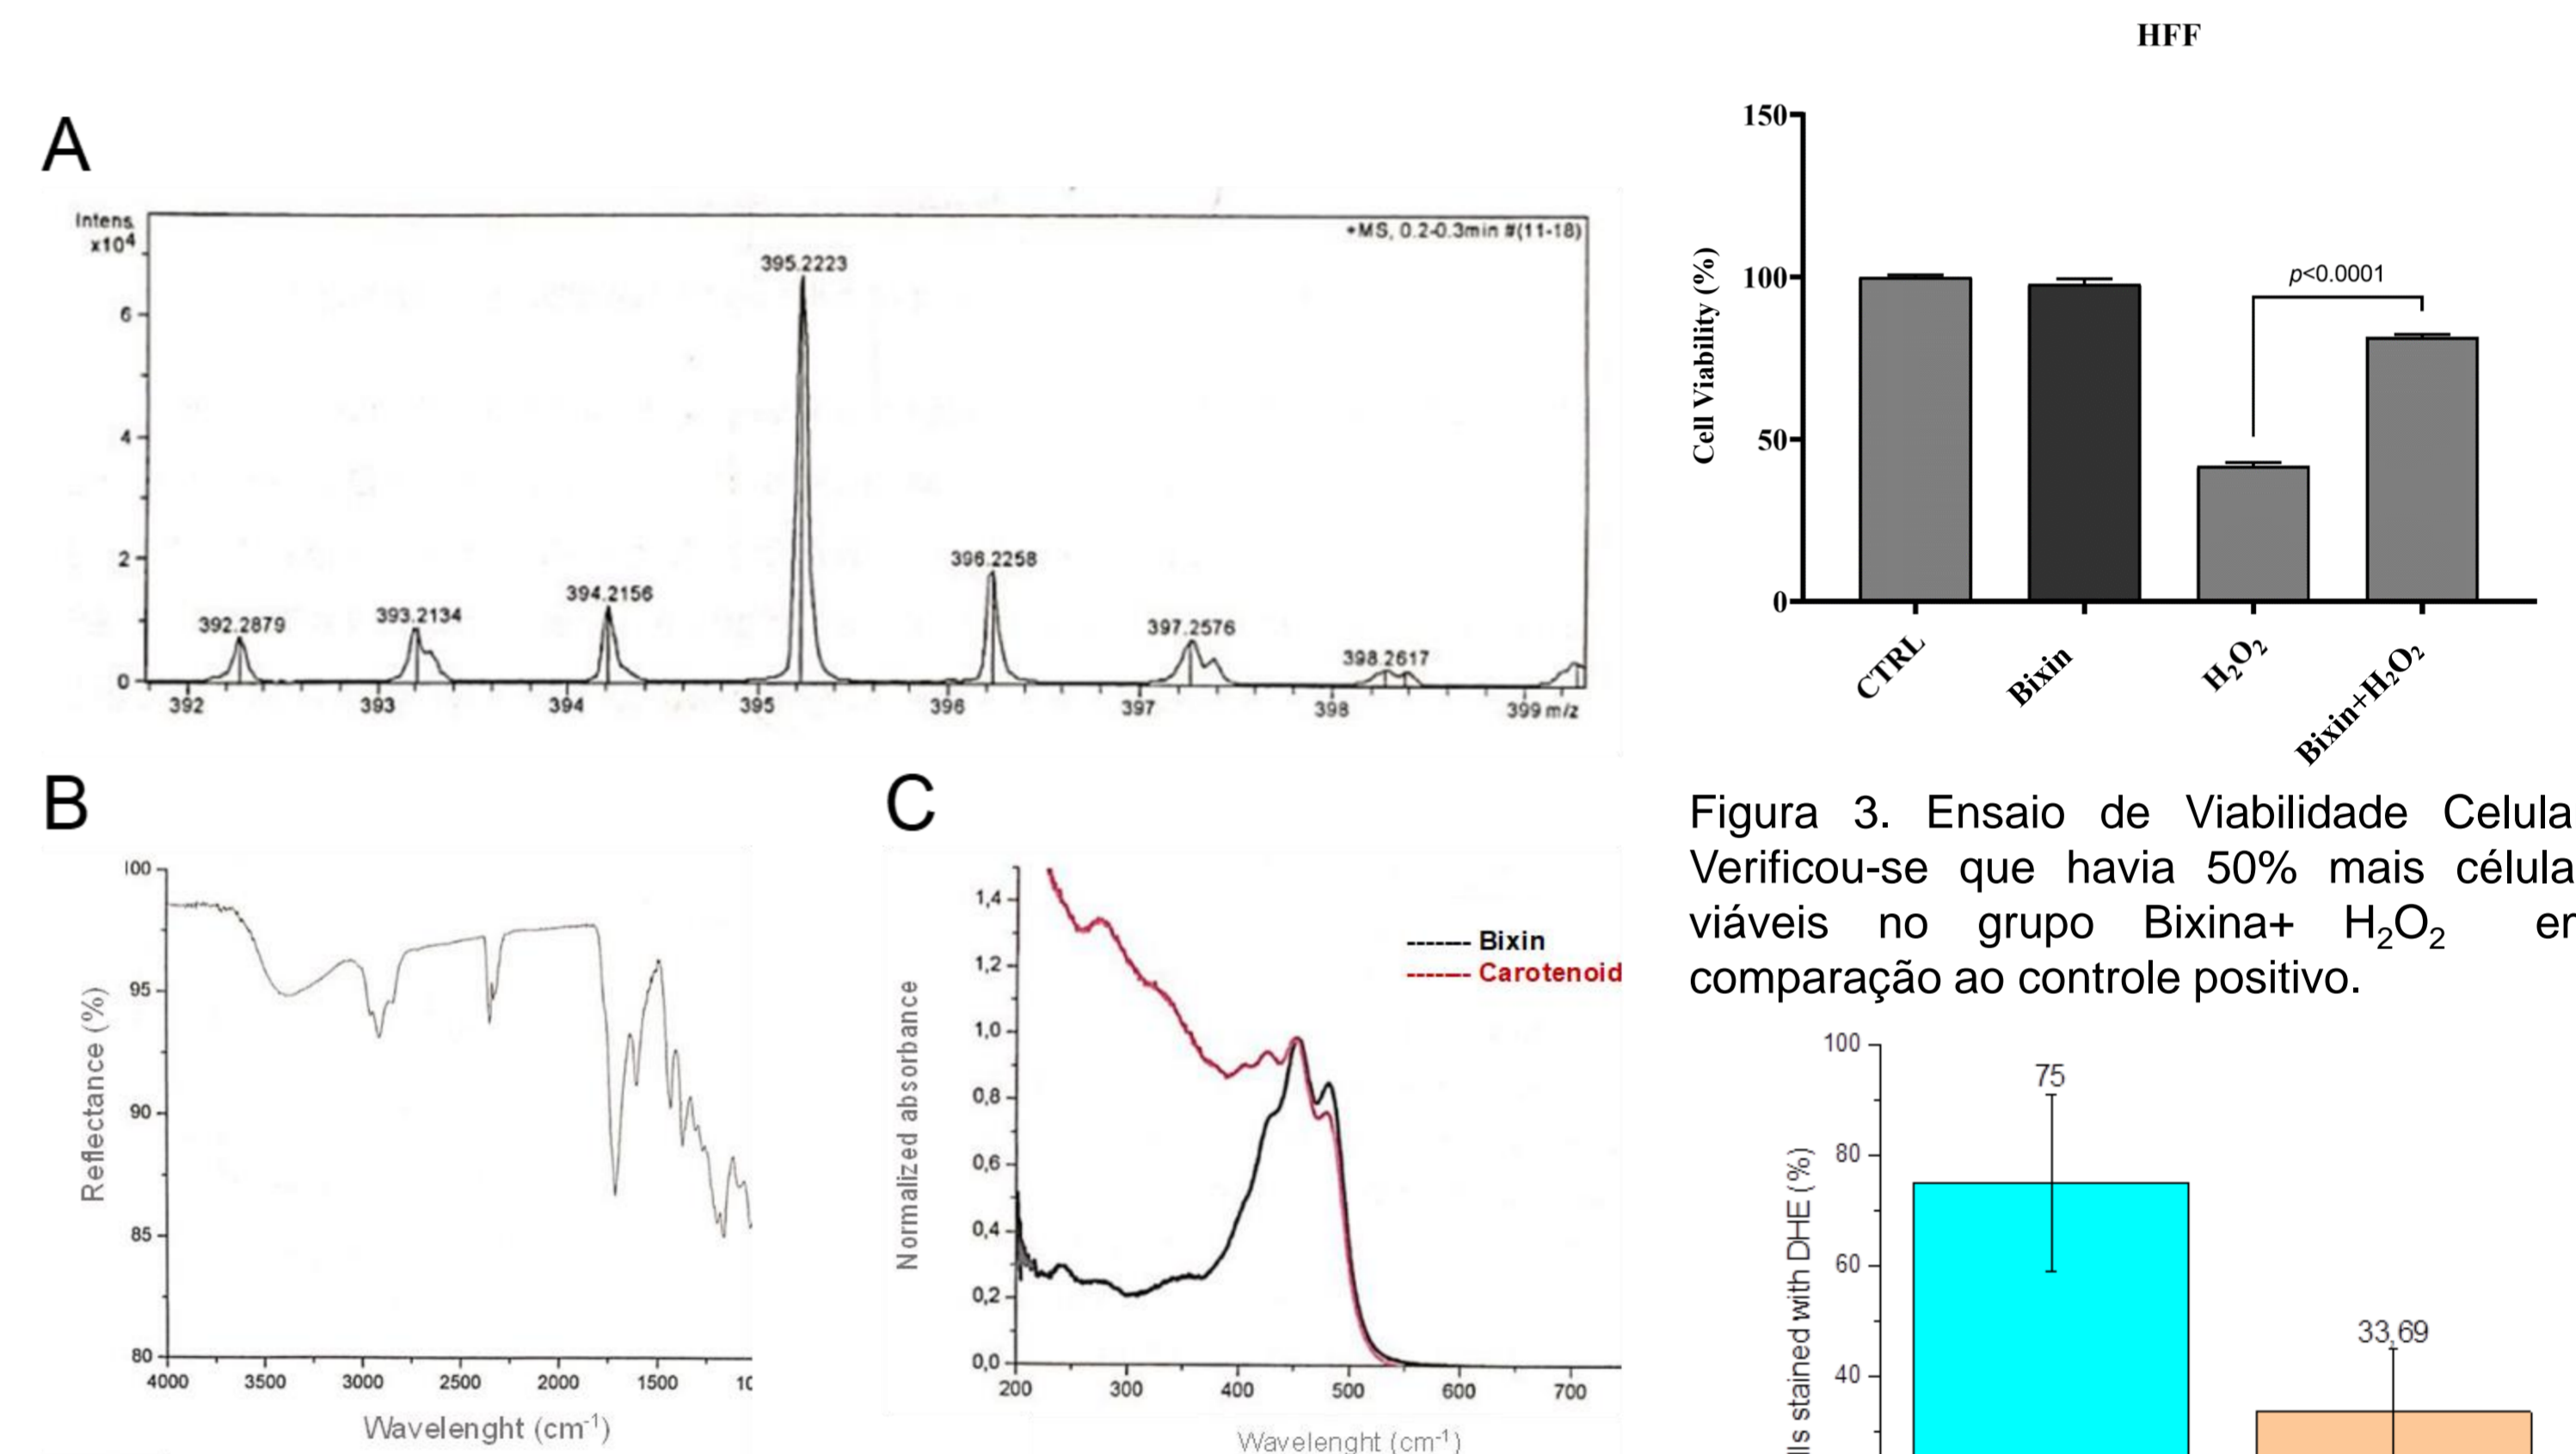 A
Intens.
x10⁴
+MS, 0.2-0.3min #(11-18)
395.2223
396.2258
394.2156
393.2134
392.2879
397.2576
398.2617
6
4
2
0
392 393 394 395 396 397 398 399 m/z
B
100
95
90
85
80
Reflectance (%)
4000 3500 3000 2500 2000 1500 10
Wavelenght (cm⁻¹)
C
1,4
1,2
1,0
0,8
0,6
0,4
0,2
0,0
Normalized absorbance
------- Bixin
------- Carotenoid
200 300 400 500 600 700
Wavelenght (cm⁻¹)
HFF
150
100
50
0
Cell Viability (%)
p<0.0001
CTRL
Bixin
H₂O₂
Bixin+H₂O₂
Figura 3. Ensaio de Viabilidade Celula
Verificou-se que havia 50% mais célula
viáveis no grupo Bixina+ H₂O₂ er
comparação ao controle positivo.
100
80
60
40
lls stained with DHE (%)
75
33,69